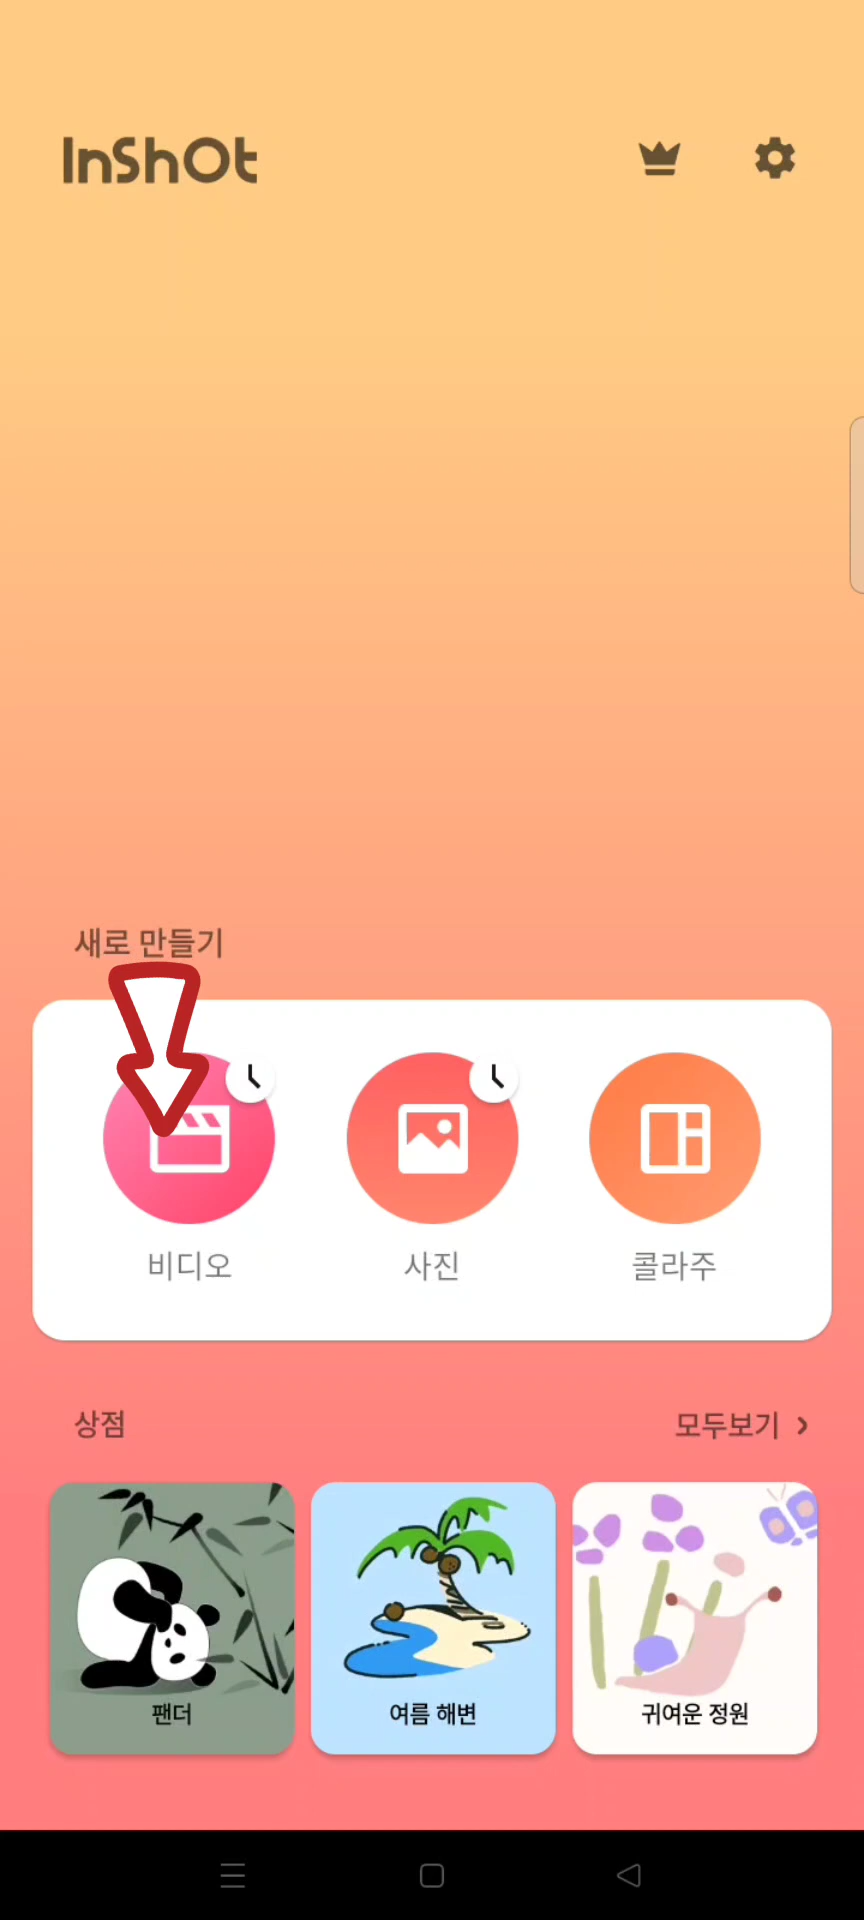 InShOt
새로 만들기
비디오
사진
콜라주
상점
모두보기
팬더
여름 해변
귀여운 정원